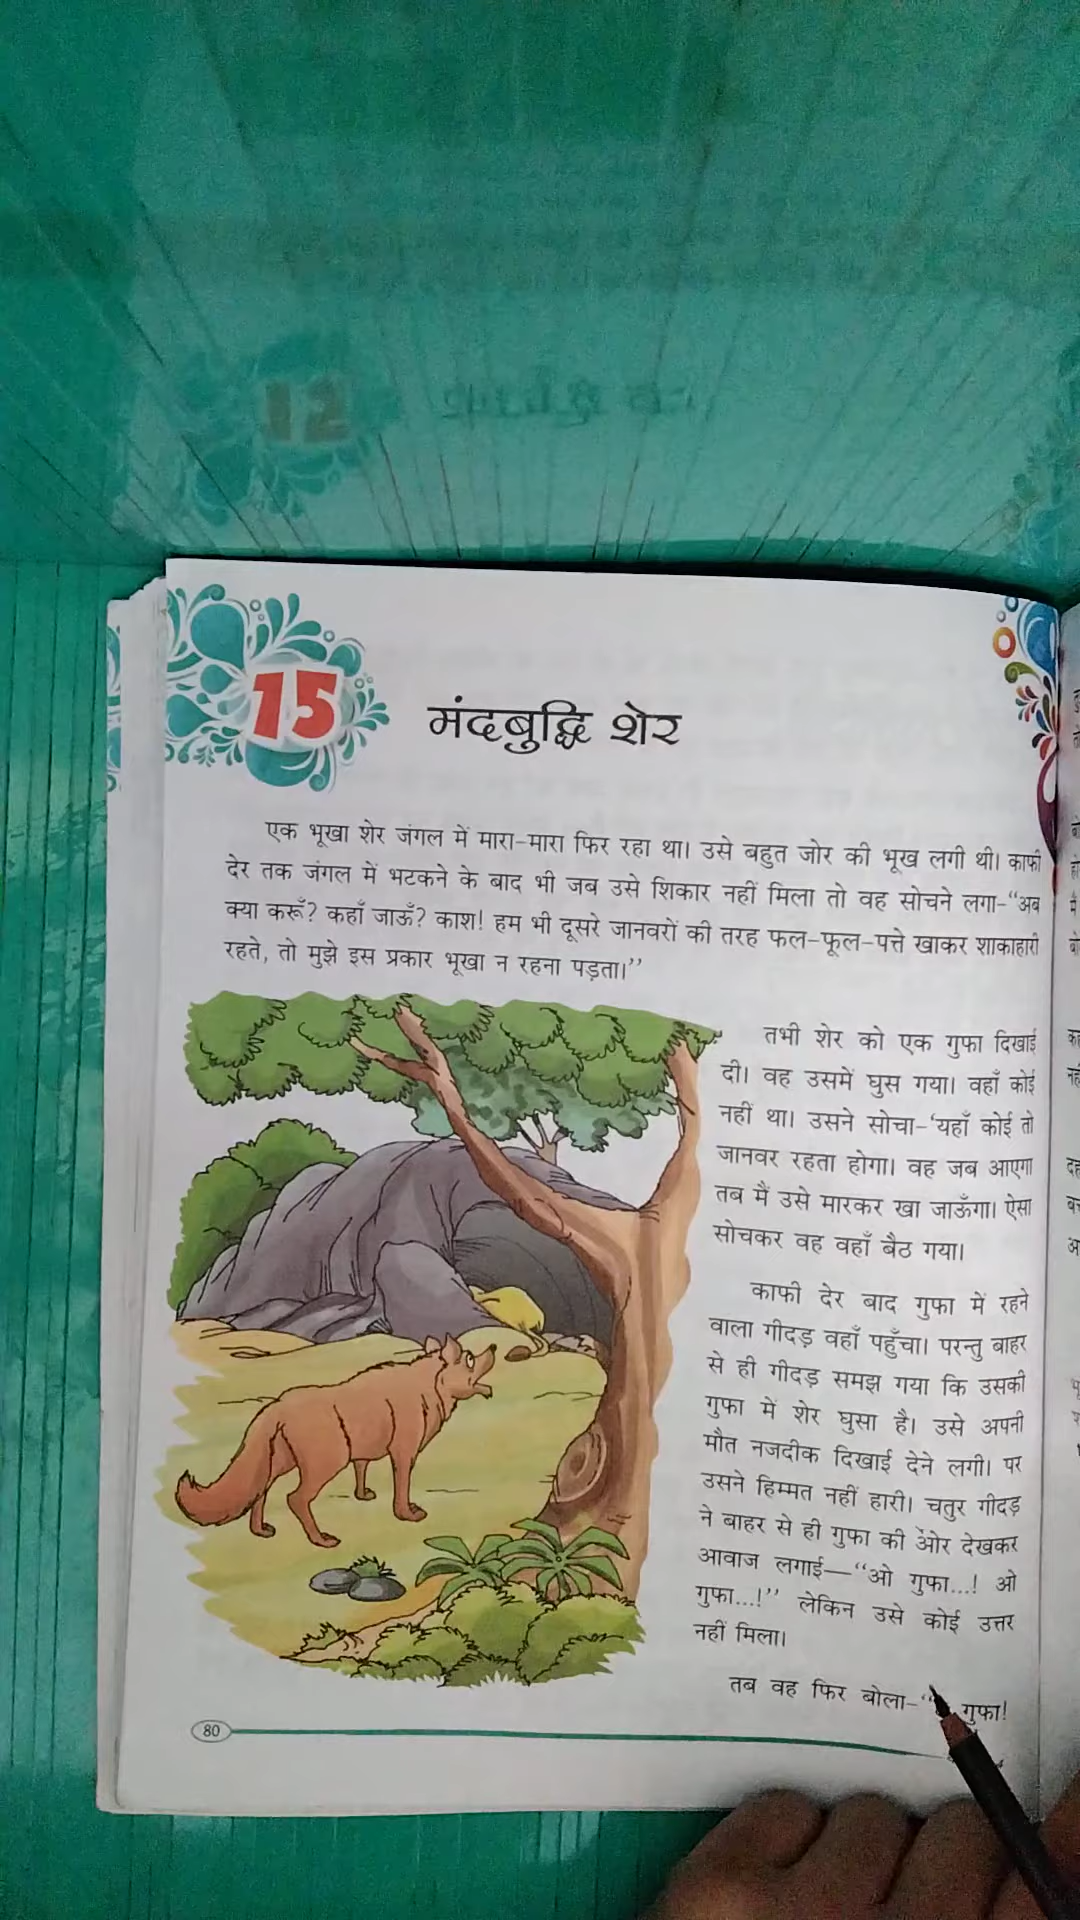 15
मंदबुद्धि शेर
एक भूखा शेर जंगल में मारा-मारा फिर रहा था। उसे बहुत जोर की भूख लगी थी। काफी
देर तक जंगल में भटकने के बाद भी जब उसे शिकार नहीं मिला तो वह सोचने लगा-“अब
क्या करूँ? कहाँ जाऊँ? काश! हम भी दूसरे जानवरों की तरह फल-फूल-पत्ते खाकर शाकाहारी
रहते, तो मुझे इस प्रकार भूखा न रहना पड़ता।”
तभी शेर को एक गुफा दिखाई
दी। वह उसमें घुस गया। वहाँ कोई
नहीं था। उसने सोचा-‘यहाँ कोई तो
जानवर रहता होगा। वह जब आएगा
तब मैं उसे मारकर खा जाऊँगा। ऐसा
सोचकर वह वहाँ बैठ गया।
काफी देर बाद गुफा में रहने
वाला गीदड़ वहाँ पहुँचा। परन्तु बाहर
से ही गीदड़ समझ गया कि उसकी
गुफा में शेर घुसा है। उसे अपनी
मौत नजदीक दिखाई देने लगी। पर
उसने हिम्मत नहीं हारी। चतुर गीदड़
ने बाहर से ही गुफा की ओर देखकर
आवाज लगाई—“ओ गुफा...! ओ
गुफा...!” लेकिन उसे कोई उत्तर
नहीं मिला।
तब वह फिर बोला-“ गुफा!
80